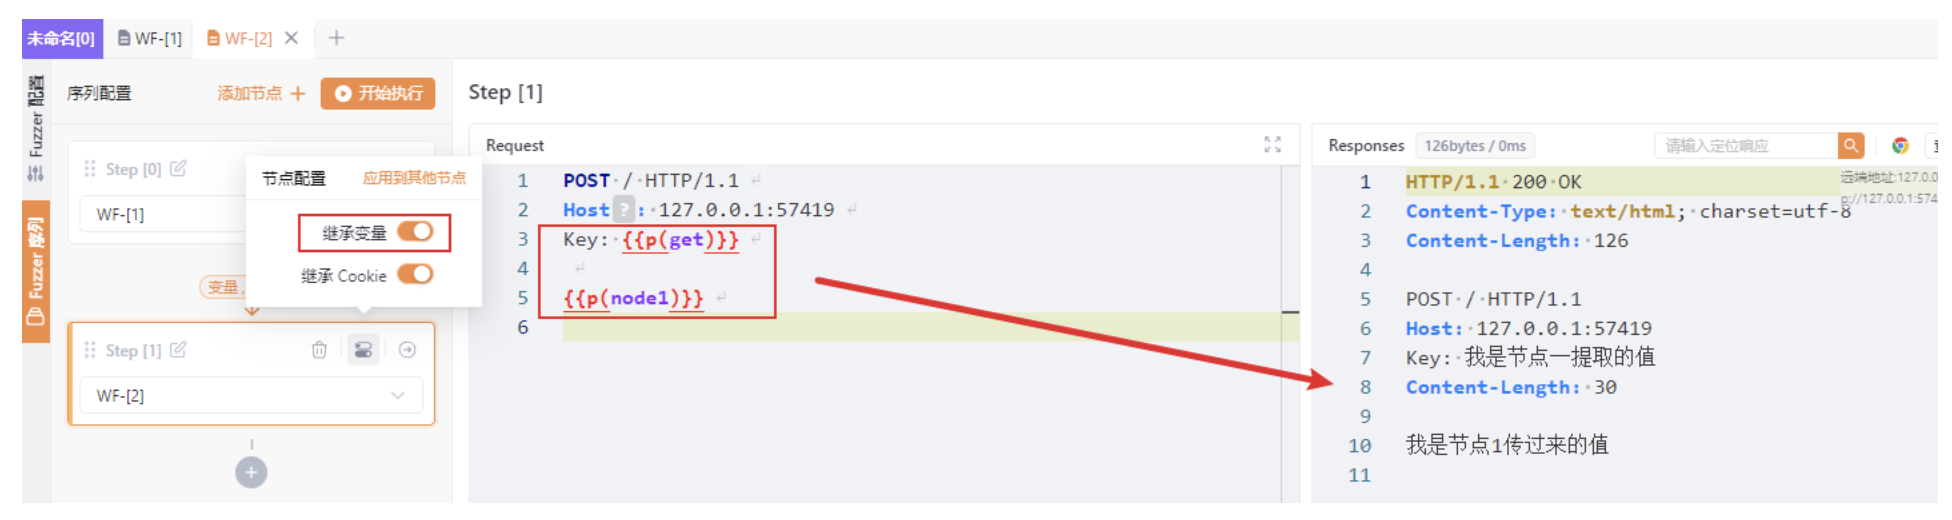 未命名[0] WF-[1] WF-[2]
Fuzzer 配置
Fuzzer 序列
序列配置 添加节点 开始执行
Step [0]
WF-[1]
节点配置 应用到其他节点
继承变量
继承 Cookie
变量,
Step [1]
WF-[2]
Step [1]
Request
1 POST / HTTP/1.1
2 Host ? : 127.0.0.1:57419
3 Key: {{p(get)}}
4
5 {{p(node1)}}
6
Responses 126bytes / 0ms 请输入定位响应
远端地址:127.0.0
p://127.0.0.1:574
1 HTTP/1.1 200 OK
2 Content-Type: text/html; charset=utf-8
3 Content-Length: 126
4
5 POST / HTTP/1.1
6 Host: 127.0.0.1:57419
7 Key: 我是节点一提取的值
8 Content-Length: 30
9
10 我是节点1传过来的值
11